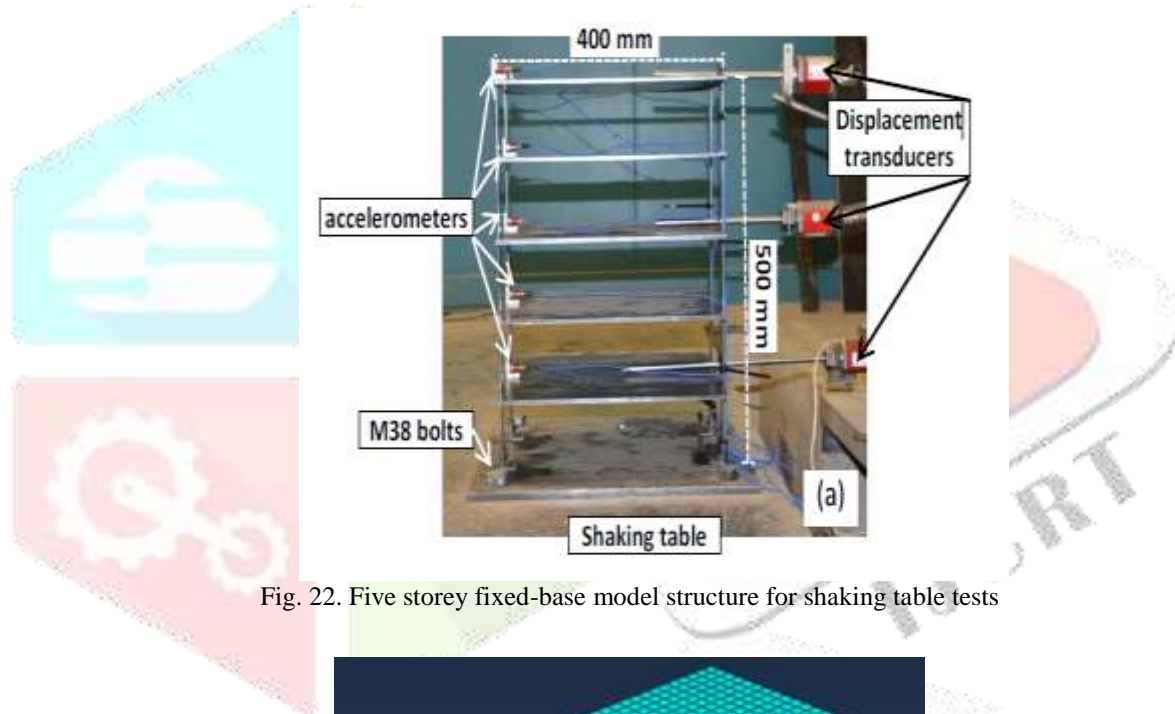 400 mm
Displacement
transducers
accelerometers
500 mm
M38 bolts
(a)
Shaking table
Fig. 22. Five storey fixed-base model structure for shaking table tests